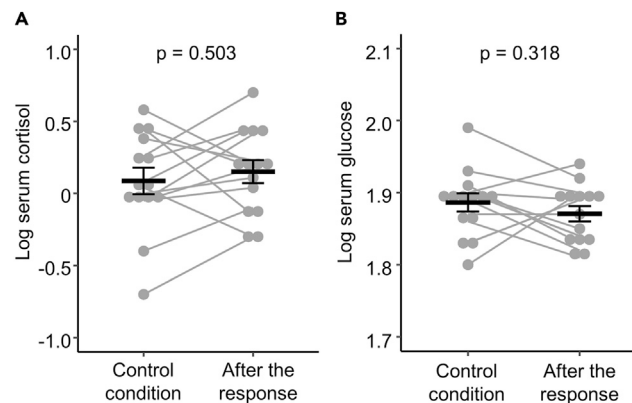 A
p = 0.503
Log serum cortisol
1.0
0.5
0
-0.5
-1.0
Control
condition
After the
response
B
p = 0.318
Log serum glucose
2.1
2.0
1.9
1.8
1.7
Control
condition
After the
response